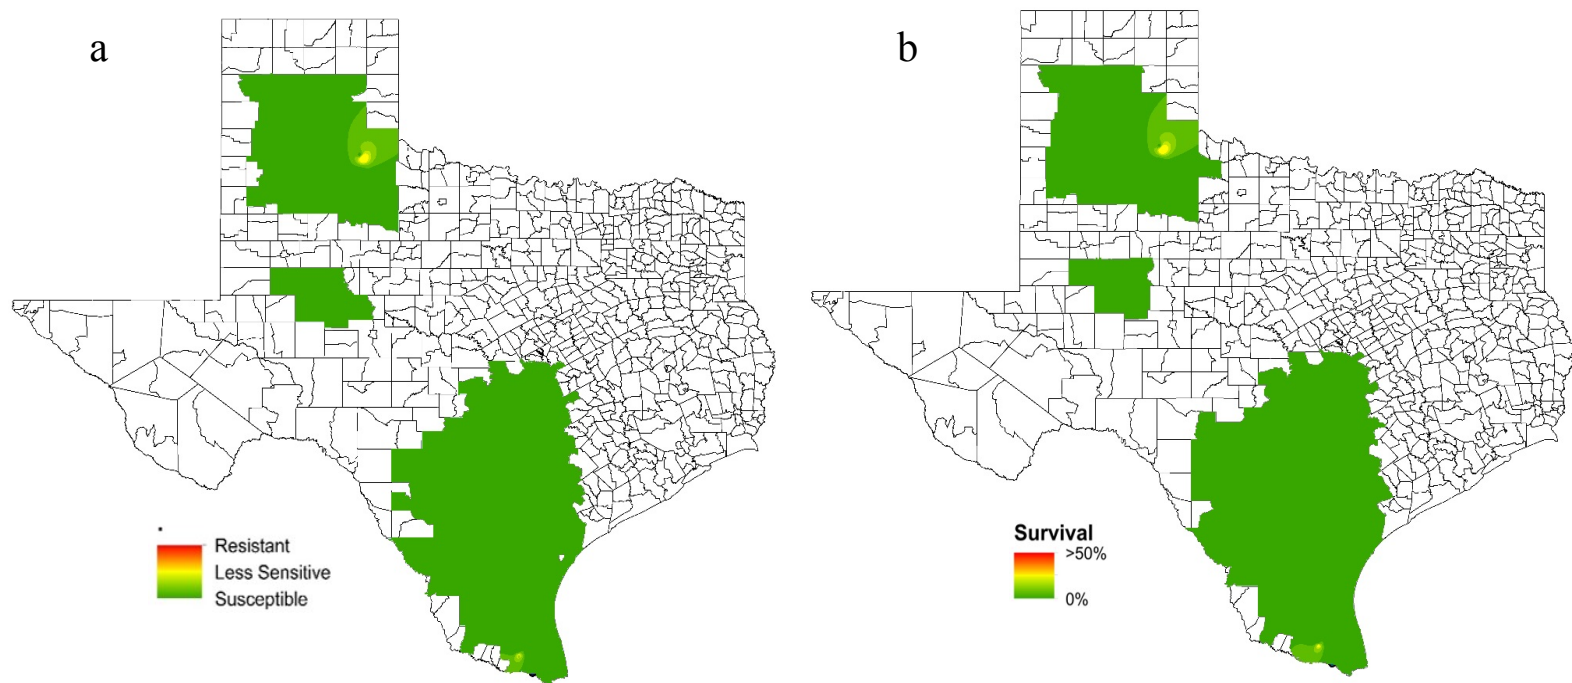 a
b
Resistant
Less Sensitive
Susceptible
Survival
>50%
0%